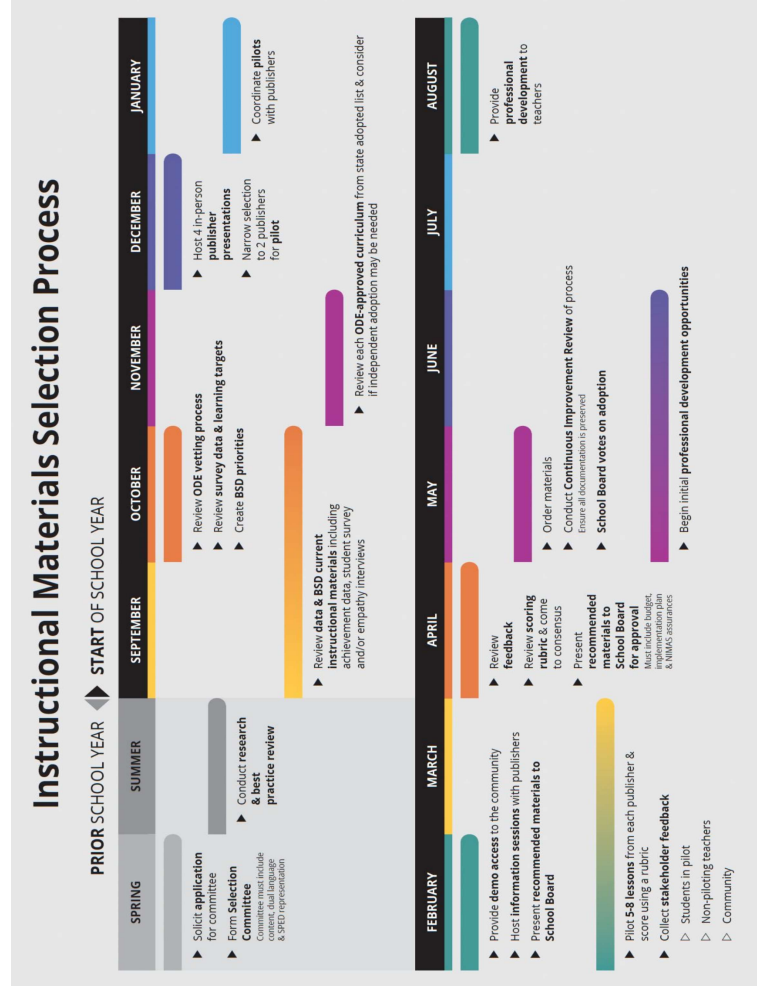 Instructional Materials Selection Process
PRIOR SCHOOL YEAR
START OF SCHOOL YEAR
SPRING
SUMMER
SEPTEMBER
OCTOBER
NOVEMBER
DECEMBER
JANUARY
Solicit application
for committee
Form Selection
Committee
Committee must include
content, dual language
& SPED representation
Conduct research
& best
practice review
Review data & BSD current
instructional materials including
achievement data, student survey
and/or empathy interviews
Review ODE vetting process
Review survey data & learning targets
Create BSD priorities
Review each ODE-approved curriculum from state adopted list & consider
if independent adoption may be needed
Host 4 in-person
publisher
presentations
Narrow selection
to 2 publishers
for pilot
Coordinate pilots
with publishers
FEBRUARY
MARCH
APRIL
MAY
JUNE
JULY
AUGUST
Provide demo access to the community
Host information sessions with publishers
Present recommended materials to
School Board
Pilot 5-8 lessons from each publisher &
score using a rubric
Collect stakeholder feedback
Students in pilot
Non-piloting teachers
Community
Review
feedback
Review scoring
rubric & come
to consensus
Present
recommended
materials to
School Board
for approval
Must include budget,
implementation plan
& NIMAS assurances
Order materials
Conduct Continuous Improvement Review of process
Ensure all documentation is preserved
School Board votes on adoption
Begin initial professional development opportunities
Provide
professional
development to
teachers